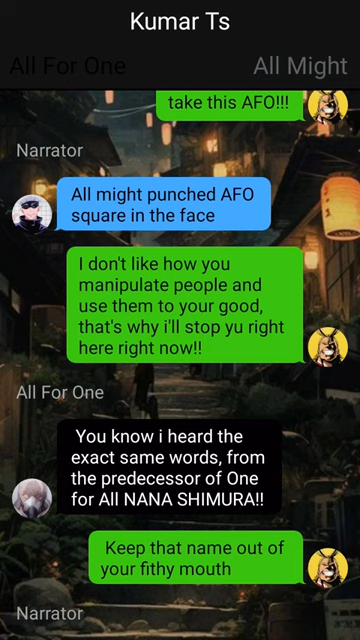 Kumar Ts
All For One
All Might
take this AFO!!!
Narrator
All might punched AFO
square in the face
I don't like how you
manipulate people and
use them to your good,
that's why i'll stop yu right
here right now!!
All For One
You know i heard the
exact same words, from
the predecessor of One
for All NANA SHIMURA!!
Keep that name out of
your fithy mouth
Narrator